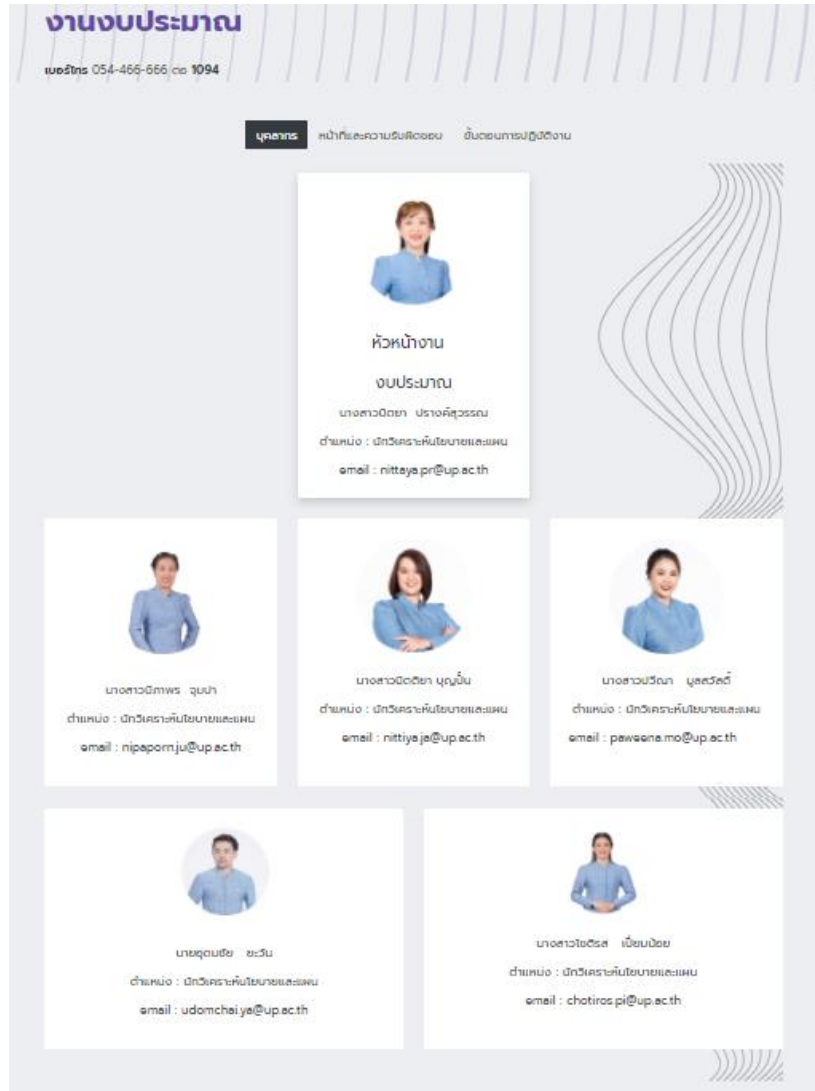 งานงบประมาณ
เบอร์โทร 054-466-666 ต่อ 1094
บุคลากร หน้าที่และความรับผิดชอบ ขั้นตอนการปฏิบัติงาน
หัวหน้างาน
งบประมาณ
นางสาวนิตยา ปรางค์สุวรรณ
ตำแหน่ง : นักวิเคราะห์นโยบายและแผน
email : nittaya.pr@up.ac.th
นางสาวนิภาพร จุมปา
ตำแหน่ง : นักวิเคราะห์นโยบายและแผน
email : nipaporn.ju@up.ac.th
นางสาวนิตติยา บุญปั๋น
ตำแหน่ง : นักวิเคราะห์นโยบายและแผน
email : nittiya.ja@up.ac.th
นางสาวปวีณา มูลสวัสดิ์
ตำแหน่ง : นักวิเคราะห์นโยบายและแผน
email : paweena.mo@up.ac.th
นายอุดมชัย ยะวัน
ตำแหน่ง : นักวิเคราะห์นโยบายและแผน
email : udomchai.ya@up.ac.th
นางสาวโชติรส เปี่ยมน้อย
ตำแหน่ง : นักวิเคราะห์นโยบายและแผน
email : chotiros.pi@up.ac.th